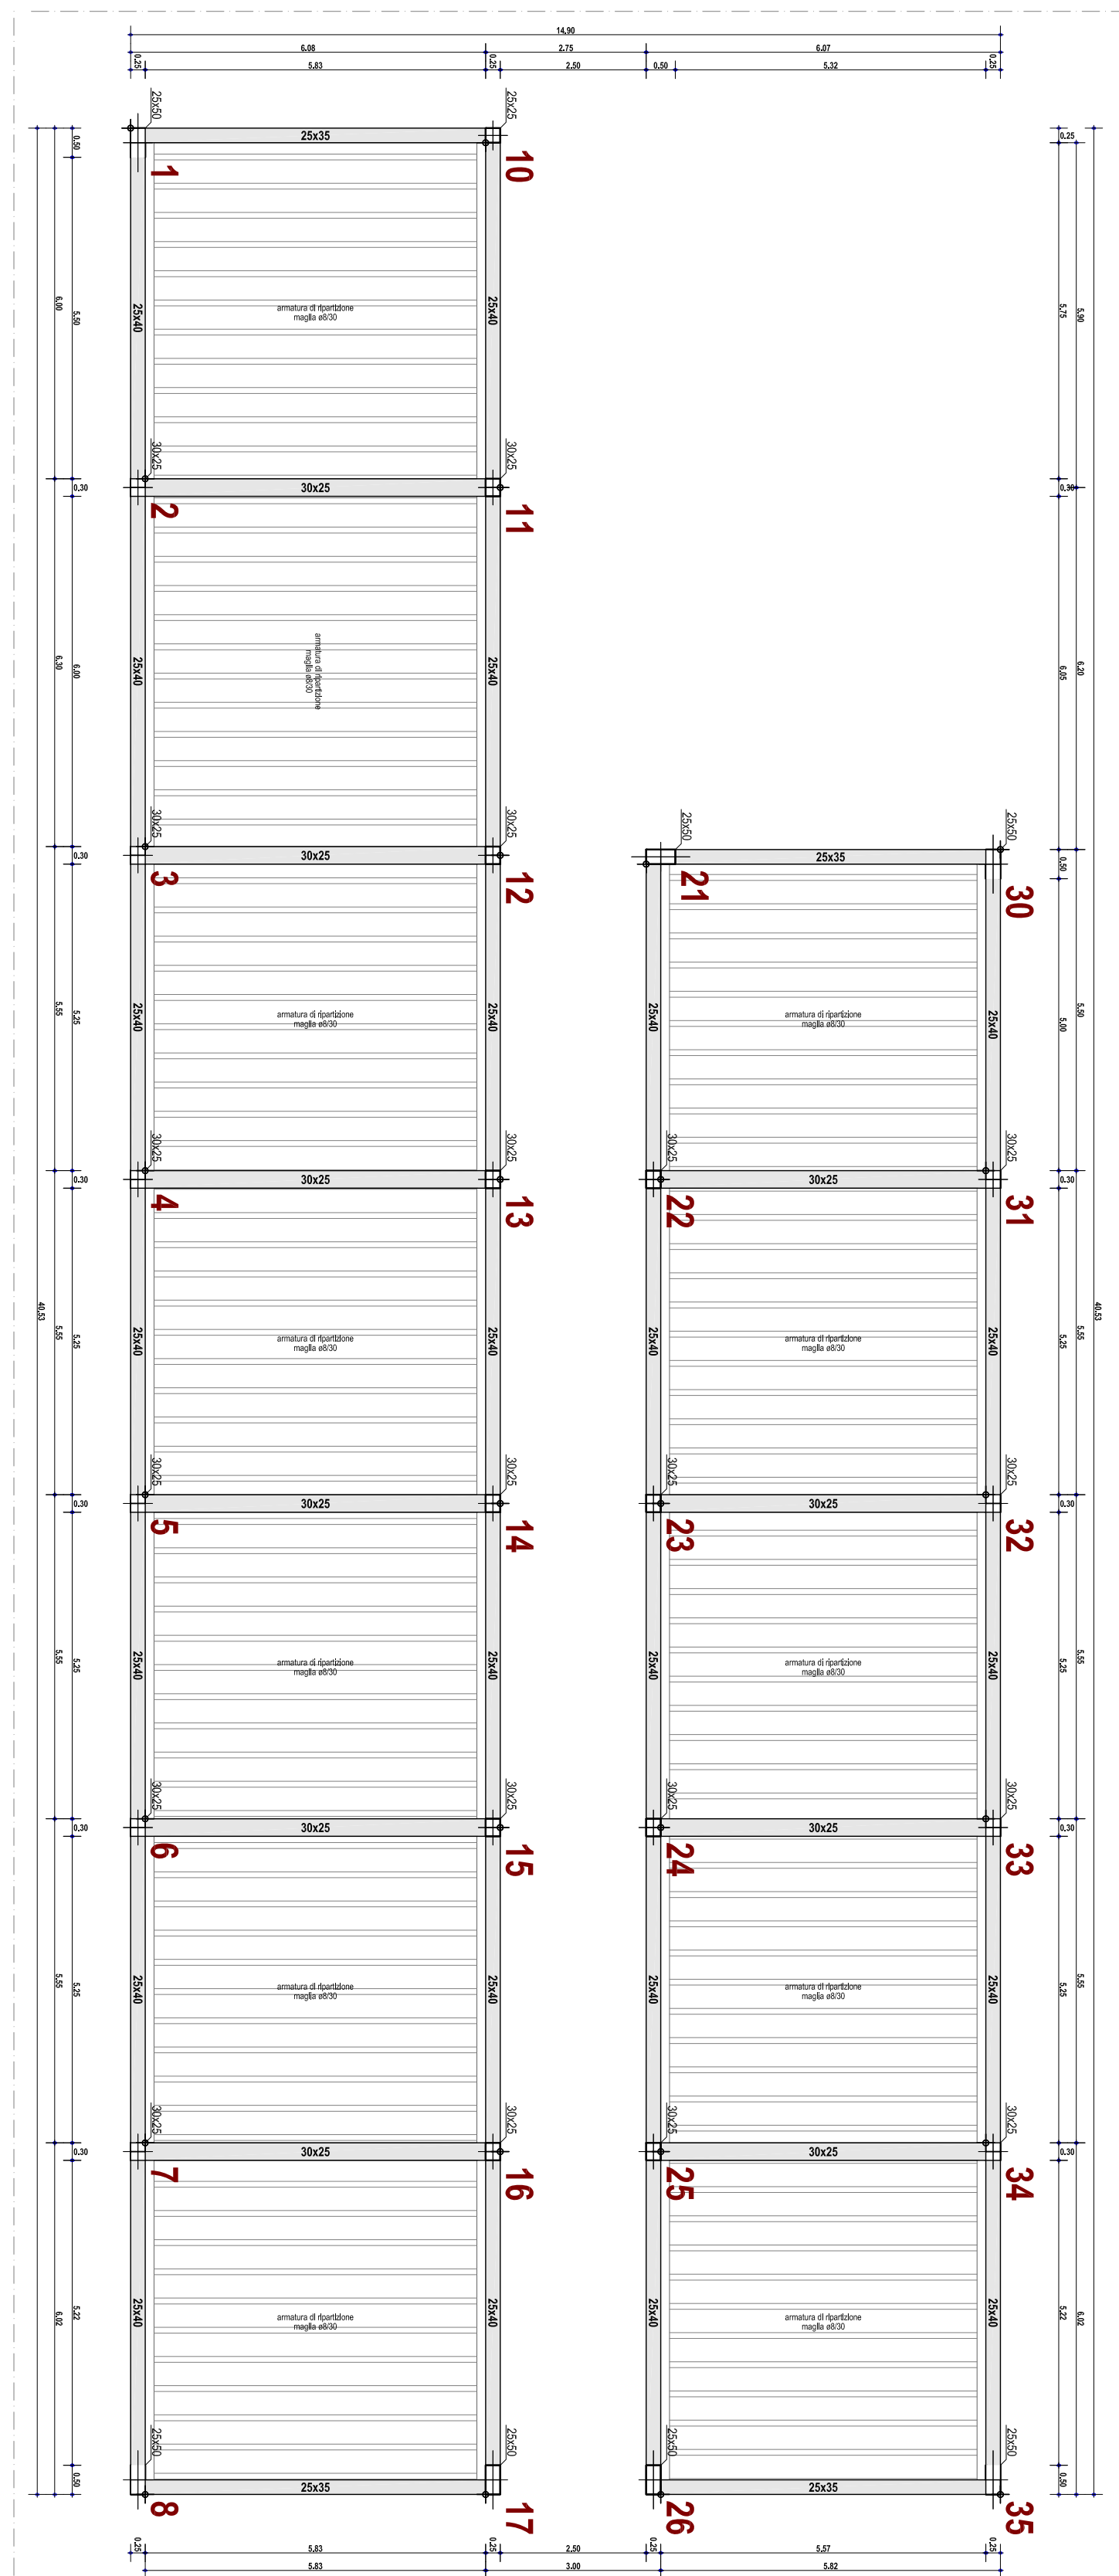 14,90
6.08
2.75
6.07
0.25
5.83
0.25
2.50
0.50
5.32
0.25
25x50
25x25
25x35
1
10
0.50
0.25
6.00
5.50
25x40
armatura di ripartizione
maglia ø8/30
25x40
5.75
5.90
30x25
30x25
0.30
30x25
0.30
2
11
6.30
6.00
25x40
armatura di ripartizione
maglia ø8/30
25x40
6.05
6.20
30x25
30x25
25x50
25x50
0.30
30x25
25x35
0.50
3
12
21
30
5.55
5.25
25x40
armatura di ripartizione
maglia ø8/30
25x40
25x40
armatura di ripartizione
maglia ø8/30
25x40
5.00
5.50
30x25
30x25
30x25
30x25
0.30
30x25
30x25
0.30
4
13
22
31
40.53
5.55
5.25
25x40
armatura di ripartizione
maglia ø8/30
25x40
25x40
armatura di ripartizione
maglia ø8/30
25x40
5.25
5.55
40.53
30x25
30x25
30x25
30x25
0.30
30x25
30x25
0.30
5
14
23
32
5.55
5.25
25x40
armatura di ripartizione
maglia ø8/30
25x40
25x40
armatura di ripartizione
maglia ø8/30
25x40
5.25
5.55
30x25
30x25
30x25
30x25
0.30
30x25
30x25
0.30
6
15
24
33
5.55
5.25
25x40
armatura di ripartizione
maglia ø8/30
25x40
25x40
armatura di ripartizione
maglia ø8/30
25x40
5.25
5.55
30x25
30x25
30x25
30x25
0.30
30x25
30x25
0.30
7
16
25
34
6.02
5.22
25x40
armatura di ripartizione
maglia ø8/30
25x40
25x40
armatura di ripartizione
maglia ø8/30
25x40
5.22
6.02
25x50
25x50
25x50
25x50
0.50
25x35
25x35
0.50
8
17
26
35
0.25
5.83
0.25
2.50
0.25
5.57
0.25
5.83
3.00
5.82